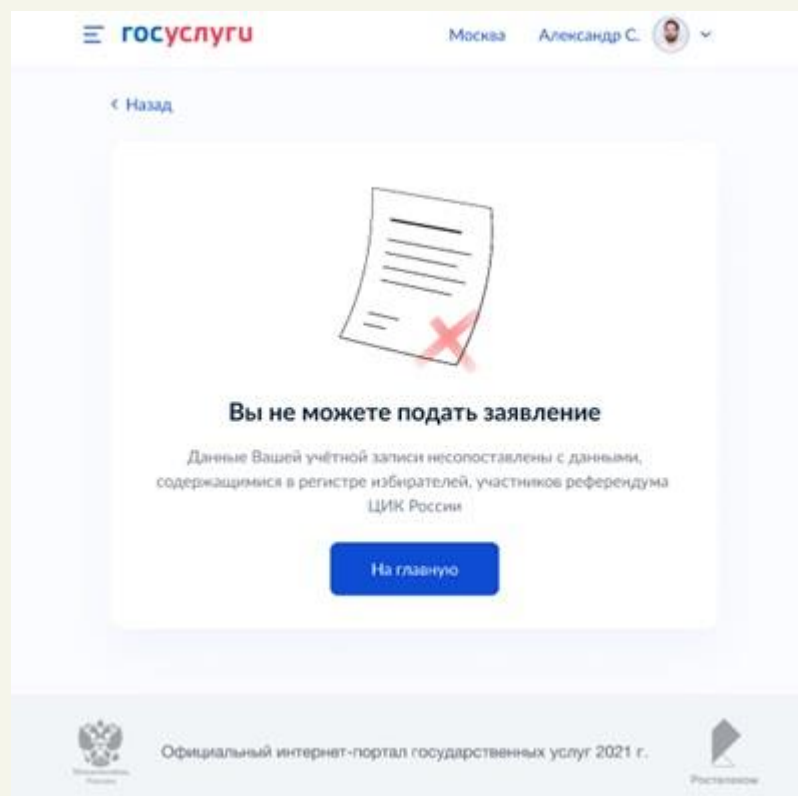 госуслуги Москва Александр С.
Назад
Вы не можете подать заявление
Данные Вашей учётной записи несопоставлены с данными,
содержащимися в регистре избирателей, участников референдума
ЦИК России
На главную
Официальный интернет-портал государственных услуг 2021 г.
Ростелеком